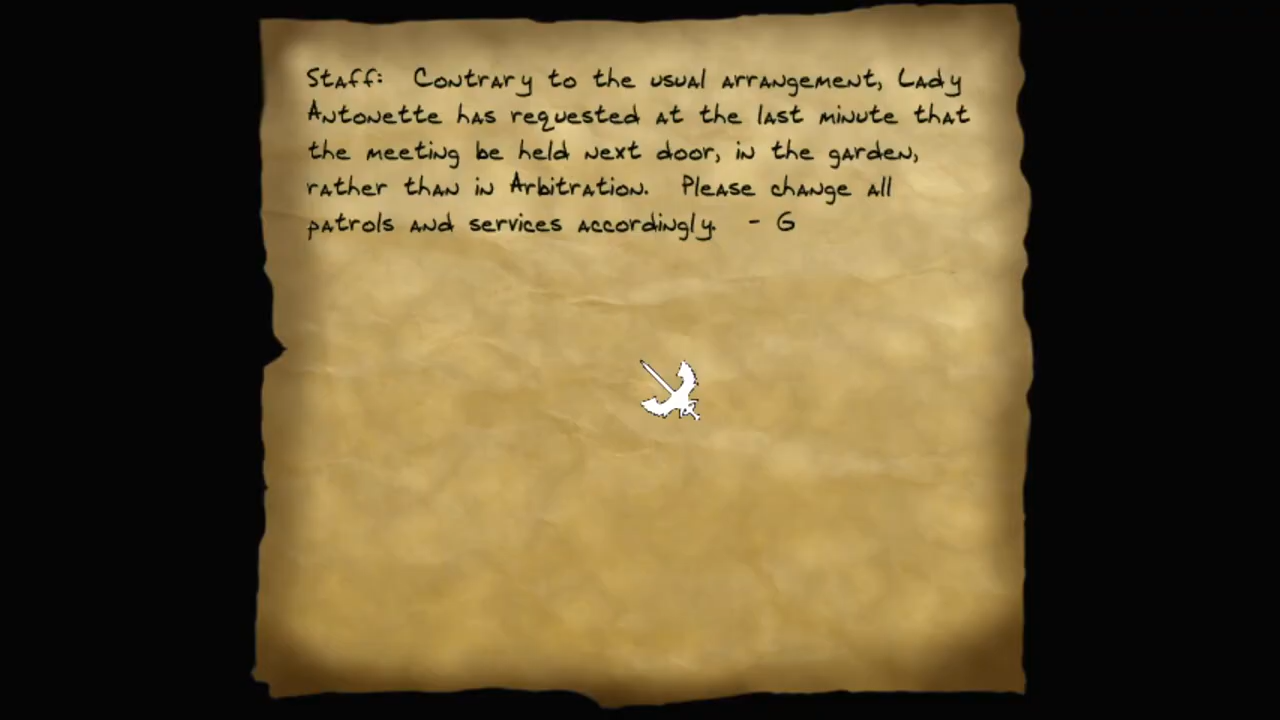 Staff:  Contrary to the usual arrangement, Lady
Antonette has requested at the last minute that
the meeting be held next door, in the garden,
rather than in Arbitration.  Please change all
patrols and services accordingly.  - G